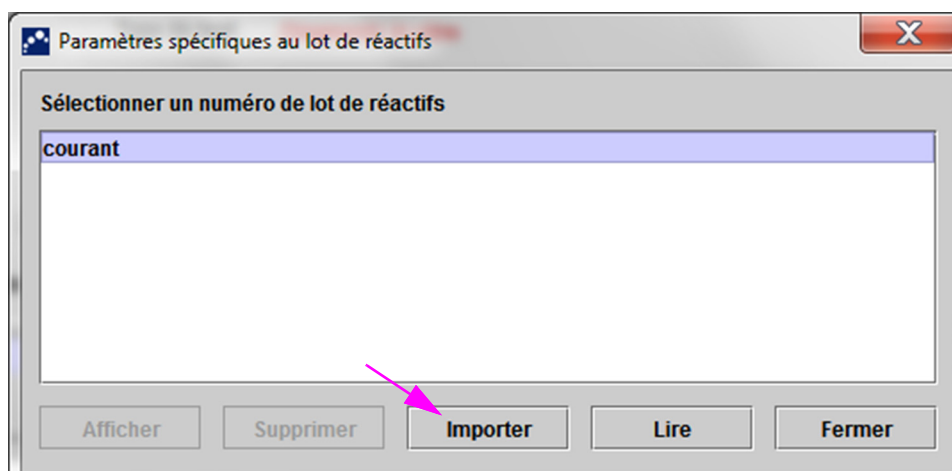 Paramètres spécifiques au lot de réactifs
Sélectionner un numéro de lot de réactifs
courant
Afficher Supprimer Importer Lire Fermer